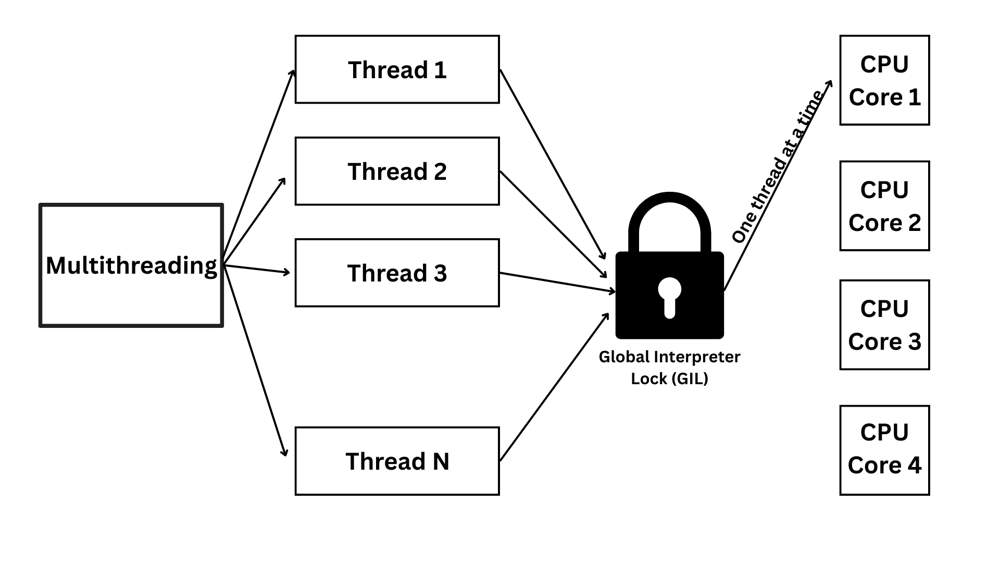 Multithreading
Thread 1
Thread 2
Thread 3
Thread N
Global Interpreter
Lock (GIL)
One thread at a time
CPU
Core 1
CPU
Core 2
CPU
Core 3
CPU
Core 4